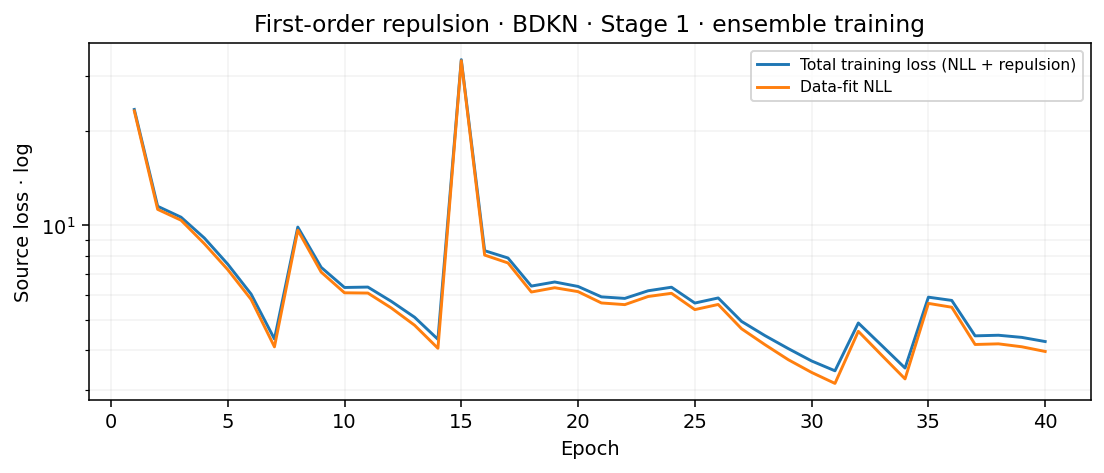 First-order repulsion · BDKN · Stage 1 · ensemble training
Total training loss (NLL + repulsion)
Data-fit NLL
Source loss · log
10¹
0 5 10 15 20 25 30 35 40
Epoch